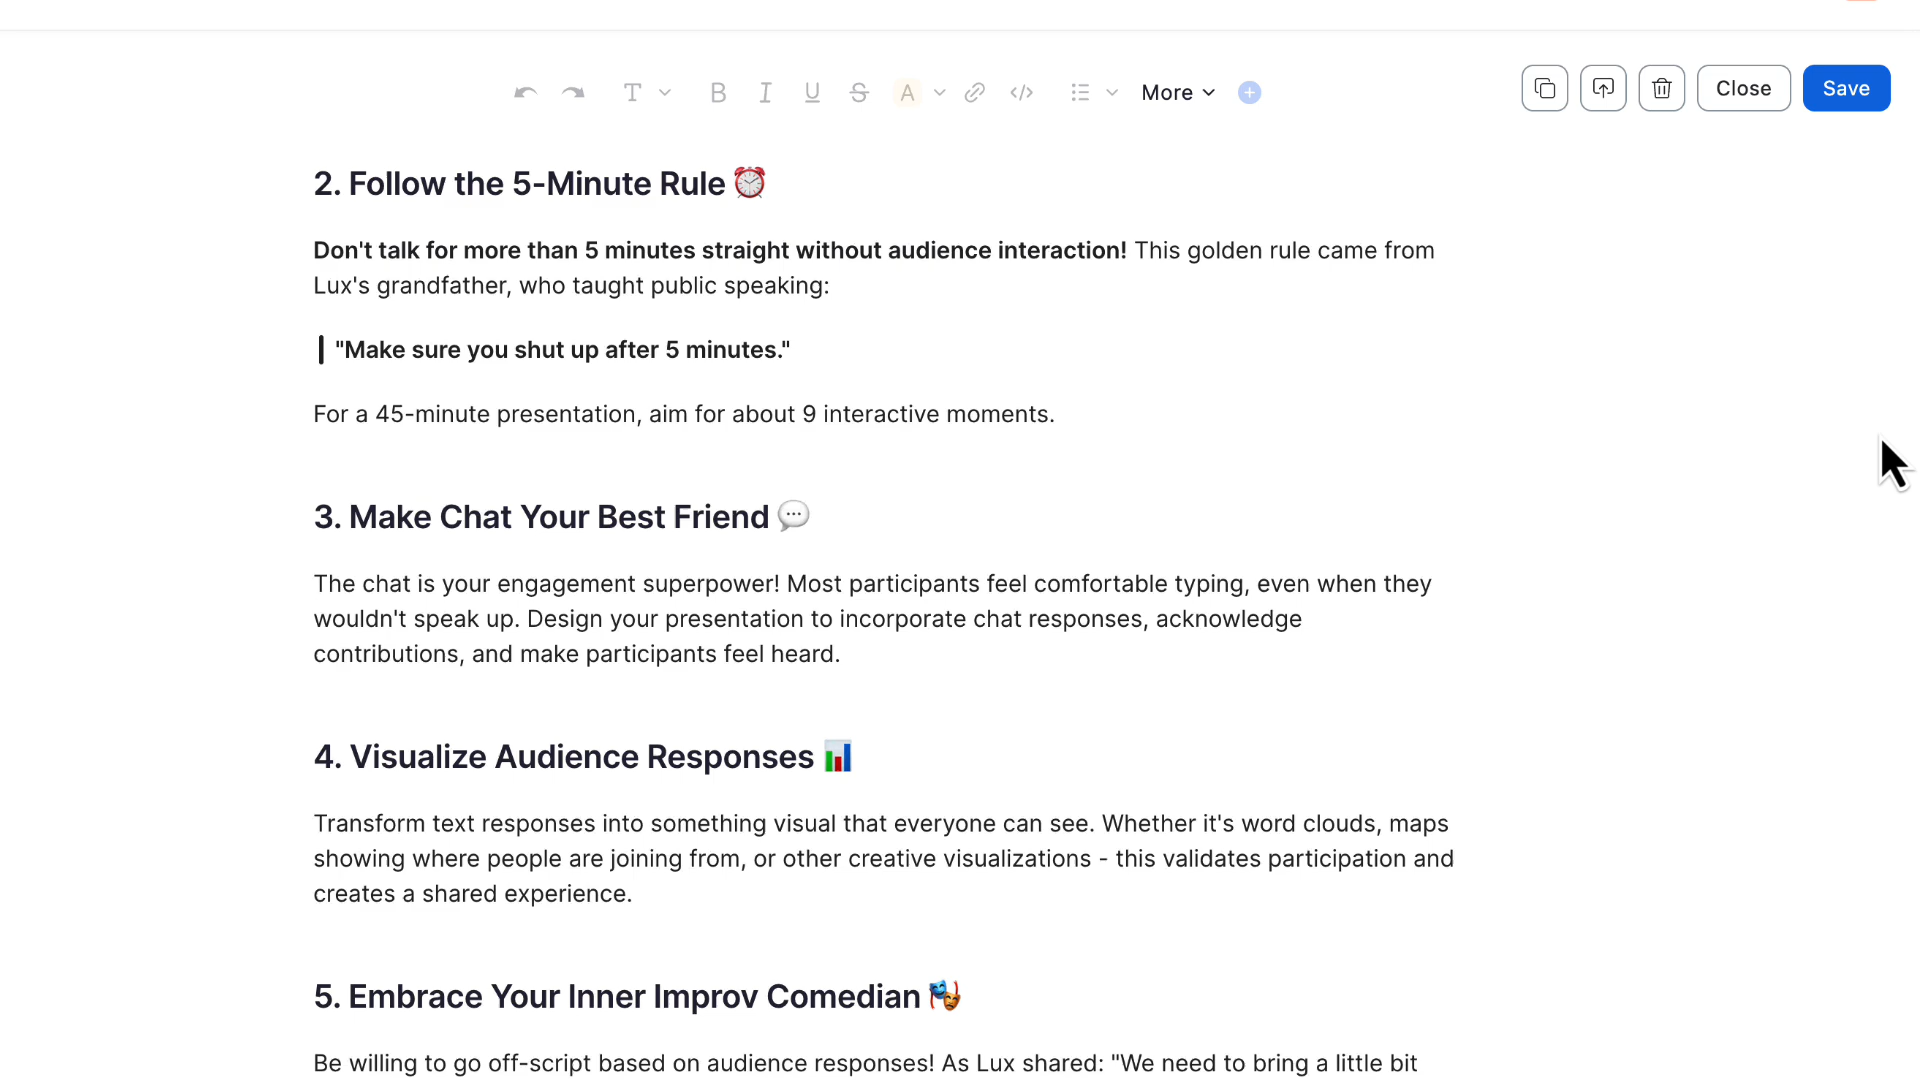 More
Close
Save
2. Follow the 5-Minute Rule ⏰
Don't talk for more than 5 minutes straight without audience interaction! This golden rule came from
Lux's grandfather, who taught public speaking:
"Make sure you shut up after 5 minutes."
For a 45-minute presentation, aim for about 9 interactive moments.
3. Make Chat Your Best Friend 💬
The chat is your engagement superpower! Most participants feel comfortable typing, even when they
wouldn't speak up. Design your presentation to incorporate chat responses, acknowledge
contributions, and make participants feel heard.
4. Visualize Audience Responses 📊
Transform text responses into something visual that everyone can see. Whether it's word clouds, maps
showing where people are joining from, or other creative visualizations - this validates participation and
creates a shared experience.
5. Embrace Your Inner Improv Comedian 🎭
Be willing to go off-script based on audience responses! As Lux shared: "We need to bring a little bit